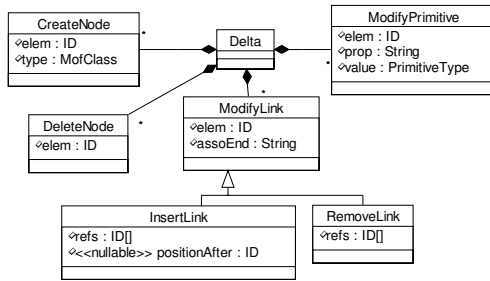 CreateNode
elem : ID
type : MofClass
*
Delta
ModifyPrimitive
elem : ID
prop : String
value : PrimitiveType
*
DeleteNode
elem : ID
*
ModifyLink
elem : ID
assoEnd : String
*
InsertLink
refs : ID[]
<<nullable>> positionAfter : ID
RemoveLink
refs : ID[]